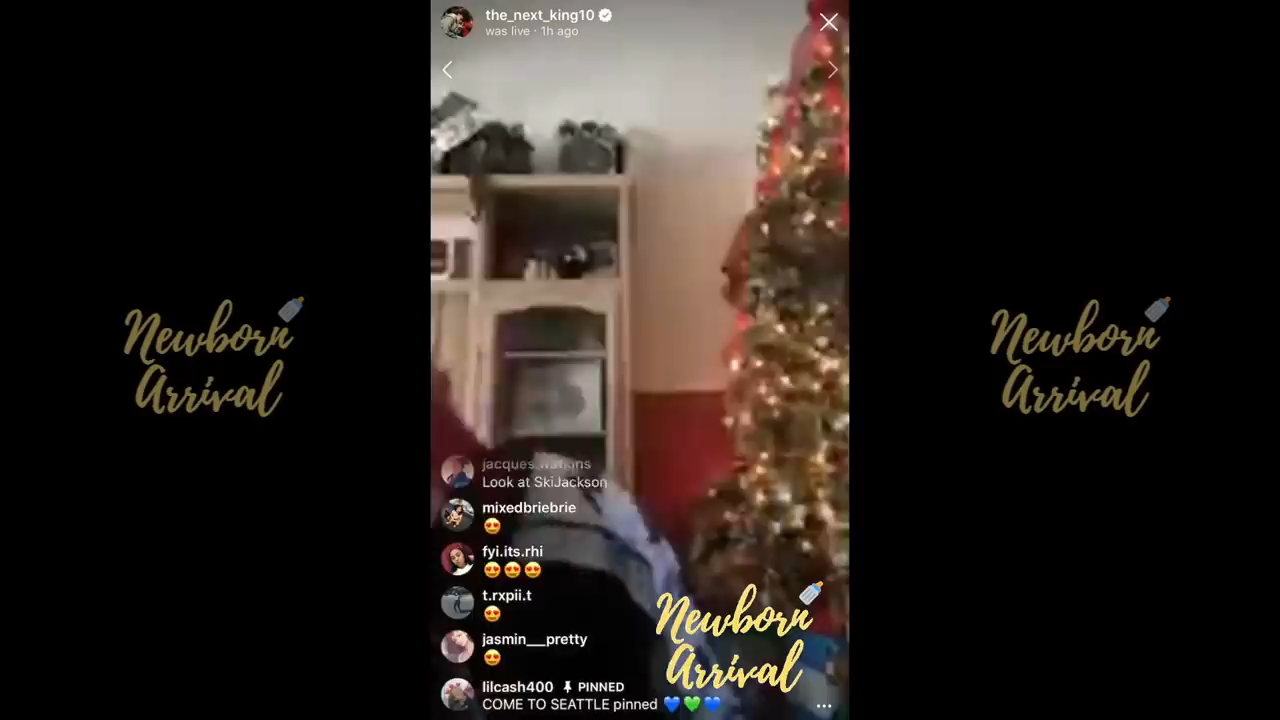 the_next_king10
was live · 1h ago
Newborn
Arrival
Newborn
Arrival
Look at SkiJackson
mixedbriebrie
😍
fyi.its.rhi
😍😍😍
t.rxpii.t
😍
jasmin__pretty
😍
lilcash400 PINNED
COME TO SEATTLE pinned 💙💚💙
Newborn
Arrival